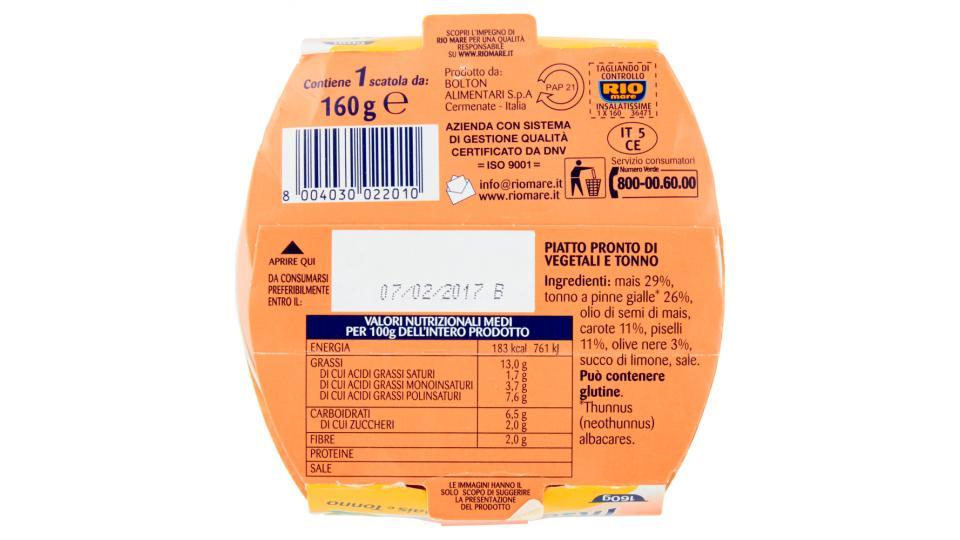 160g
SCOPRI L'IMPEGNO DI
RIO MARE PER UNA QUALITÀ
RESPONSABILE
SU WWW.RIOMARE.IT
Contiene 1 scatola da:
160 g e
8 004030 022010
Prodotto da:
BOLTON
ALIMENTARI S.p.A
Cermenate - Italia
PAP 21
TAGLIANDO DI
CONTROLLO
RIO
mare
INSALATISSIME
1 X 160 36471
AZIENDA CON SISTEMA
DI GESTIONE QUALITÀ
CERTIFICATO DA DNV
= ISO 9001 =
IT 5
CE
info@riomare.it
www.riomare.it
Servizio consumatori
Numero Verde
800-00.60.00
APRIRE QUI
DA CONSUMARSI
PREFERIBILMENTE
ENTRO IL:
07/02/2017 B
VALORI NUTRIZIONALI MEDI
PER 100g DELL'INTERO PRODOTTO
ENERGIA 183 kcal 761 kJ
GRASSI 13,0 g
DI CUI ACIDI GRASSI SATURI 1,7 g
DI CUI ACIDI GRASSI MONOINSATURI 3,7 g
DI CUI ACIDI GRASSI POLINSATURI 7,6 g
CARBOIDRATI 6,5 g
DI CUI ZUCCHERI 2,0 g
FIBRE 2,0 g
PROTEINE
SALE
PIATTO PRONTO DI
VEGETALI E TONNO
Ingredienti: mais 29%,
tonno a pinne gialle* 26%,
olio di semi di mais,
carote 11%, piselli
11%, olive nere 3%,
succo di limone, sale.
Può contenere
glutine.
*Thunnus
(neothunnus)
albacares.
LE IMMAGINI HANNO IL
SOLO SCOPO DI SUGGERIRE
LA PRESENTAZIONE
DEL PRODOTTO
Mais e Tonno
160g